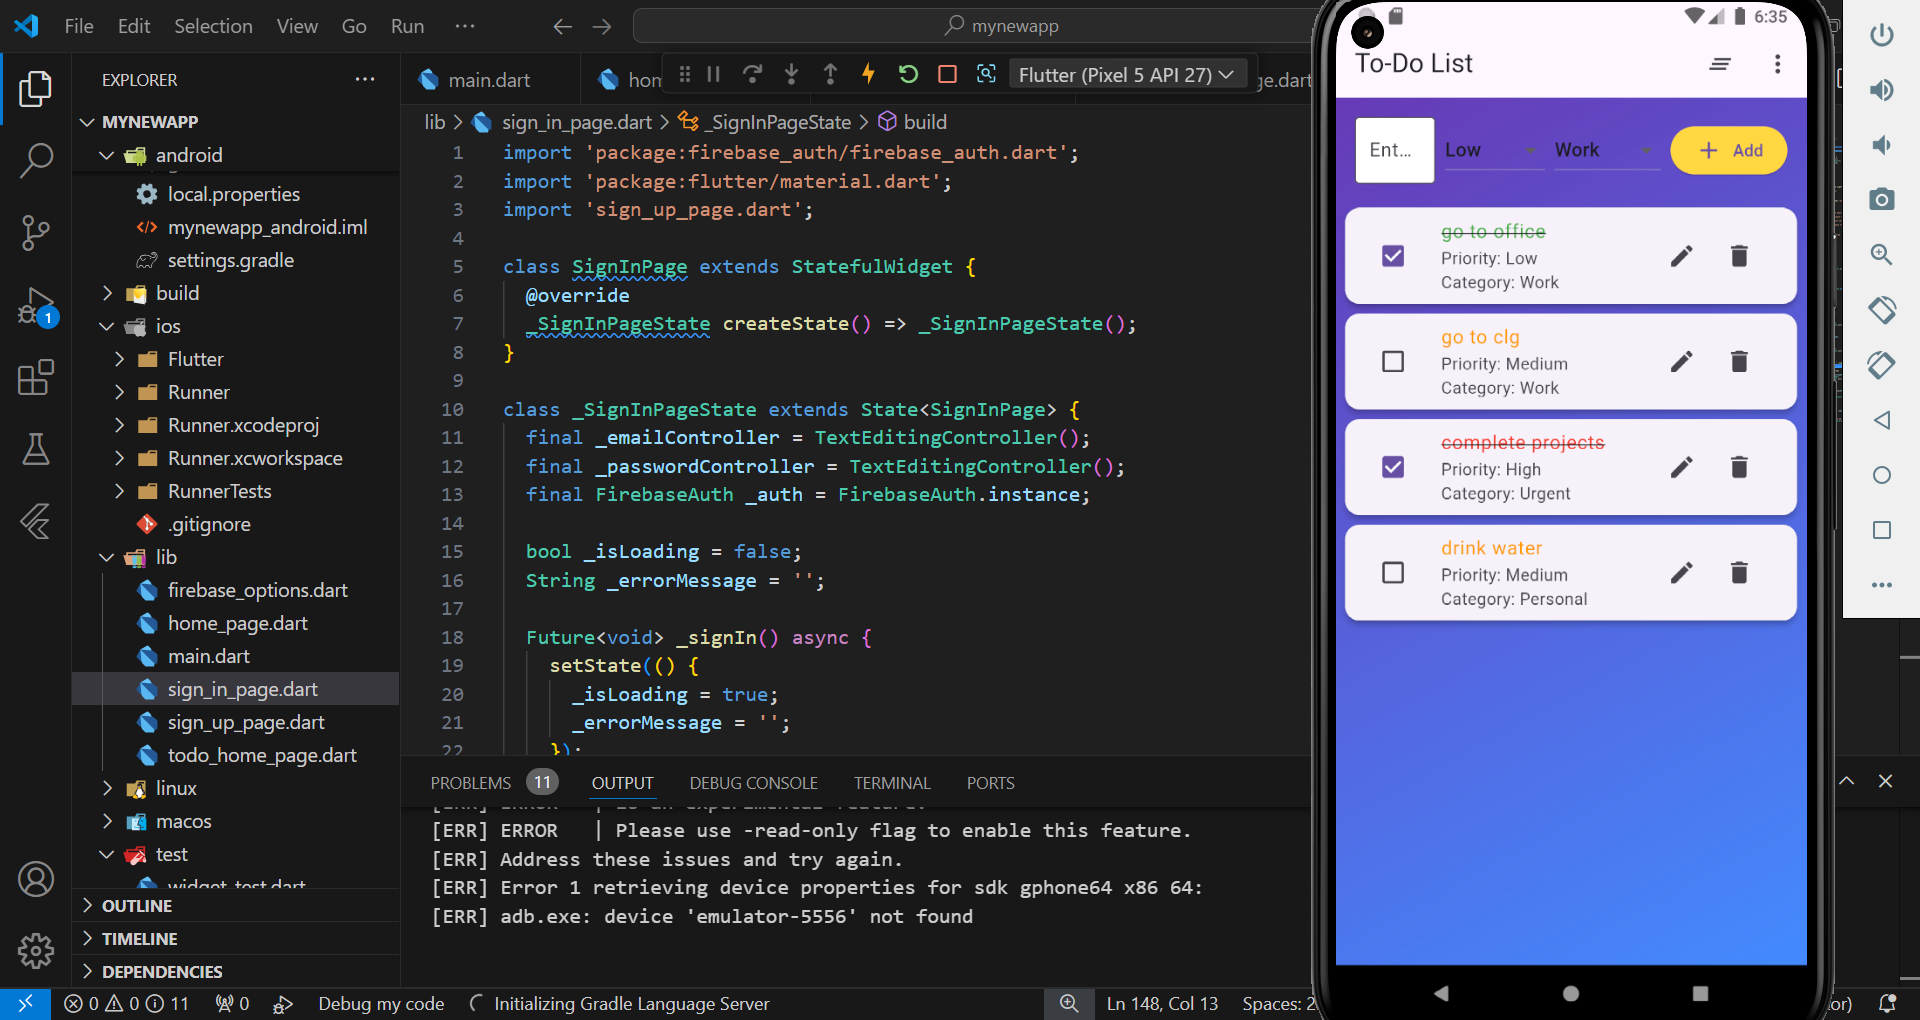 File Edit Selection View Go Run ··· mynewapp
EXPLORER ···
MYNEWAPP
android
local.properties
mynewapp_android.iml
settings.gradle
build
ios
Flutter
Runner
Runner.xcodeproj
Runner.xcworkspace
RunnerTests
.gitignore
lib
firebase_options.dart
home_page.dart
main.dart
sign_in_page.dart
sign_up_page.dart
todo_home_page.dart
linux
macos
test
widget_test.dart
OUTLINE
TIMELINE
DEPENDENCIES
1
main.dart
hom
Flutter (Pixel 5 API 27)
ge.dart
lib > sign_in_page.dart > _SignInPageState > build
1 import 'package:firebase_auth/firebase_auth.dart';
2 import 'package:flutter/material.dart';
3 import 'sign_up_page.dart';
4
5 class SignInPage extends StatefulWidget {
6 @override
7 _SignInPageState createState() => _SignInPageState();
8 }
9
10 class _SignInPageState extends State<SignInPage> {
11 final _emailController = TextEditingController();
12 final _passwordController = TextEditingController();
13 final FirebaseAuth _auth = FirebaseAuth.instance;
14
15 bool _isLoading = false;
16 String _errorMessage = '';
17
18 Future<void> _signIn() async {
19 setState(() {
20 _isLoading = true;
21 _errorMessage = '';
22 });
PROBLEMS 11 OUTPUT DEBUG CONSOLE TERMINAL PORTS
[ERR] ERROR | is an experimental feature.
[ERR] ERROR | Please use -read-only flag to enable this feature.
[ERR] Address these issues and try again.
[ERR] Error 1 retrieving device properties for sdk gphone64 x86 64:
[ERR] adb.exe: device 'emulator-5556' not found
0 0 11 0 Debug my code Initializing Gradle Language Server Ln 148, Col 13 Spaces: 2 or)
6:35
To-Do List
Ent... Low Work + Add
go to office
Priority: Low
Category: Work
go to clg
Priority: Medium
Category: Work
complete projects
Priority: High
Category: Urgent
drink water
Priority: Medium
Category: Personal